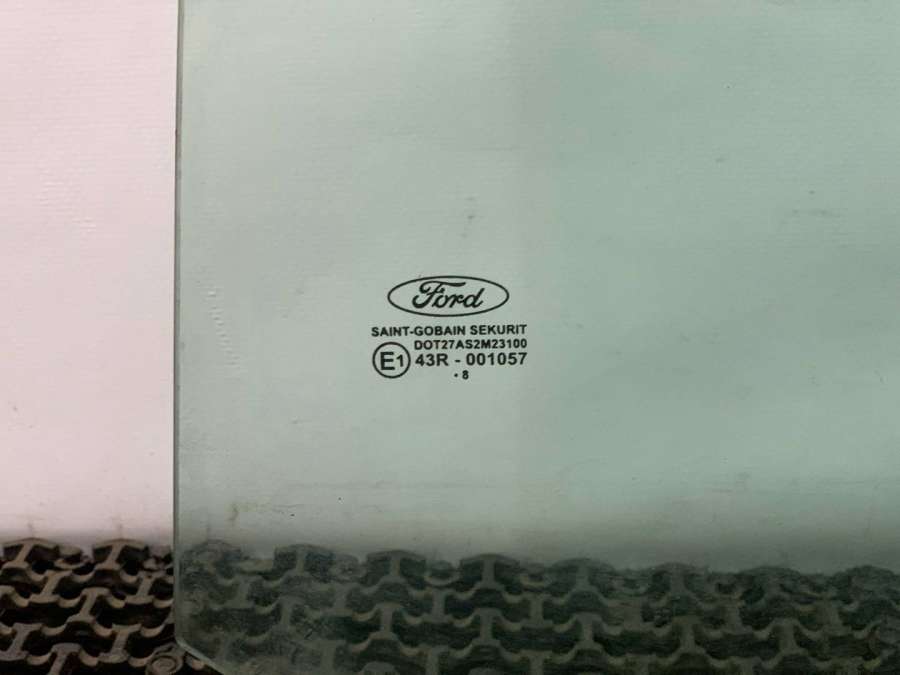 Ford
SAINT-GOBAIN SEKURIT
DOT27AS2M23100
E1 43R - 001057
. 8